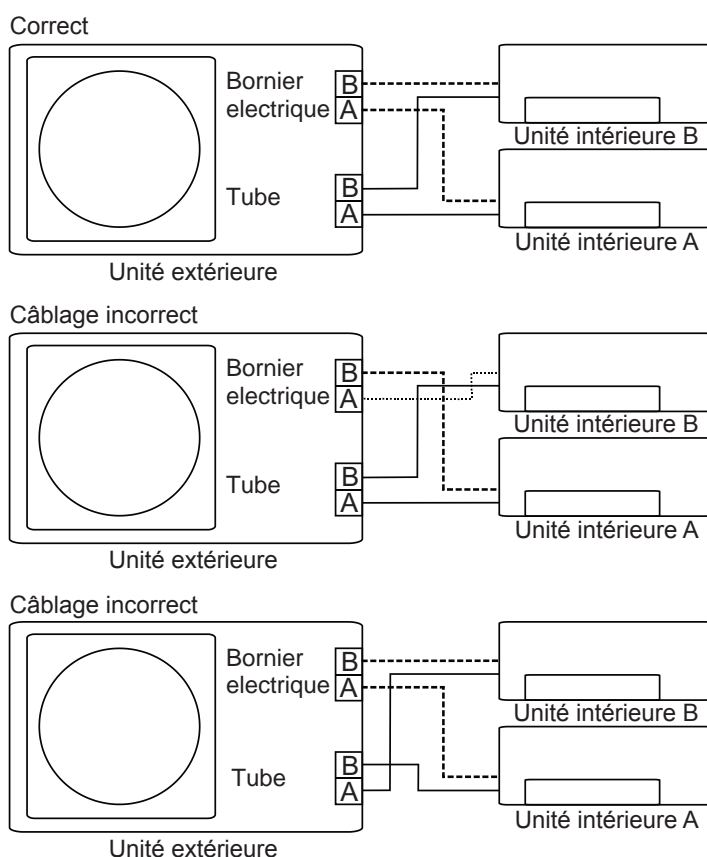 Correct
Bornier
electrique
B
A
Tube
B
A
Unité intérieure B
Unité intérieure A
Unité extérieure
Câblage incorrect
Bornier
electrique
B
A
Tube
B
A
Unité intérieure B
Unité intérieure A
Unité extérieure
Câblage incorrect
Bornier
electrique
B
A
Tube
B
A
Unité intérieure B
Unité intérieure A
Unité extérieure